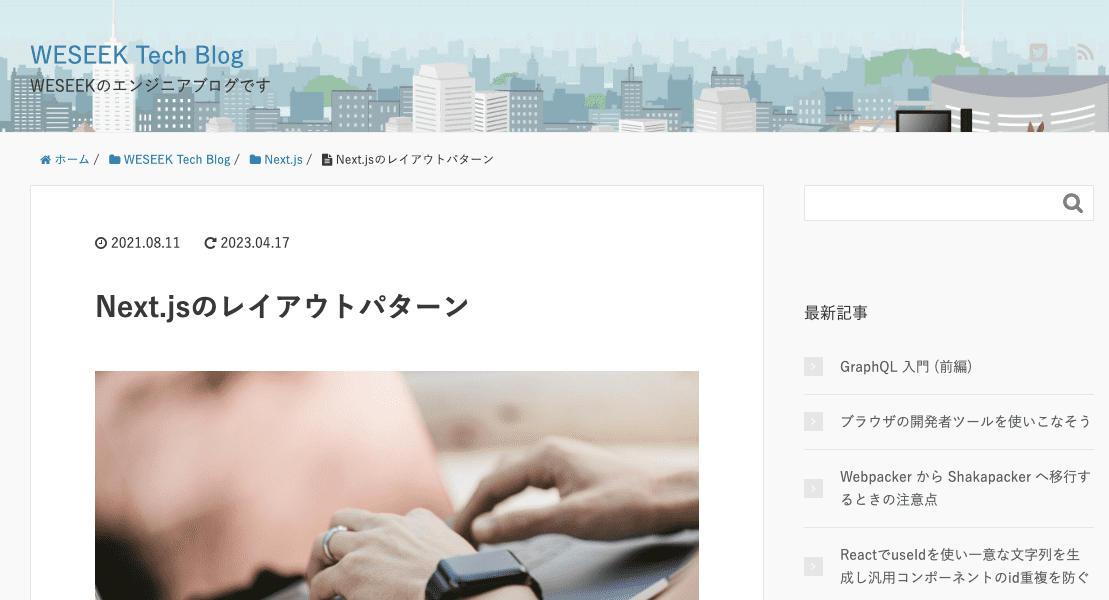 WESEEK Tech Blog
WESEEKのエンジニアブログです
ホーム / WESEEK Tech Blog / Next.js / Next.jsのレイアウトパターン
2021.08.11 2023.04.17
Next.jsのレイアウトパターン
最新記事
GraphQL 入門 (前編)
ブラウザの開発者ツールを使いこなそう
Webpacker から Shakapacker へ移行す
るときの注意点
ReactでuseIdを使い一意な文字列を生
成し汎用コンポーネントのid重複を防ぐ